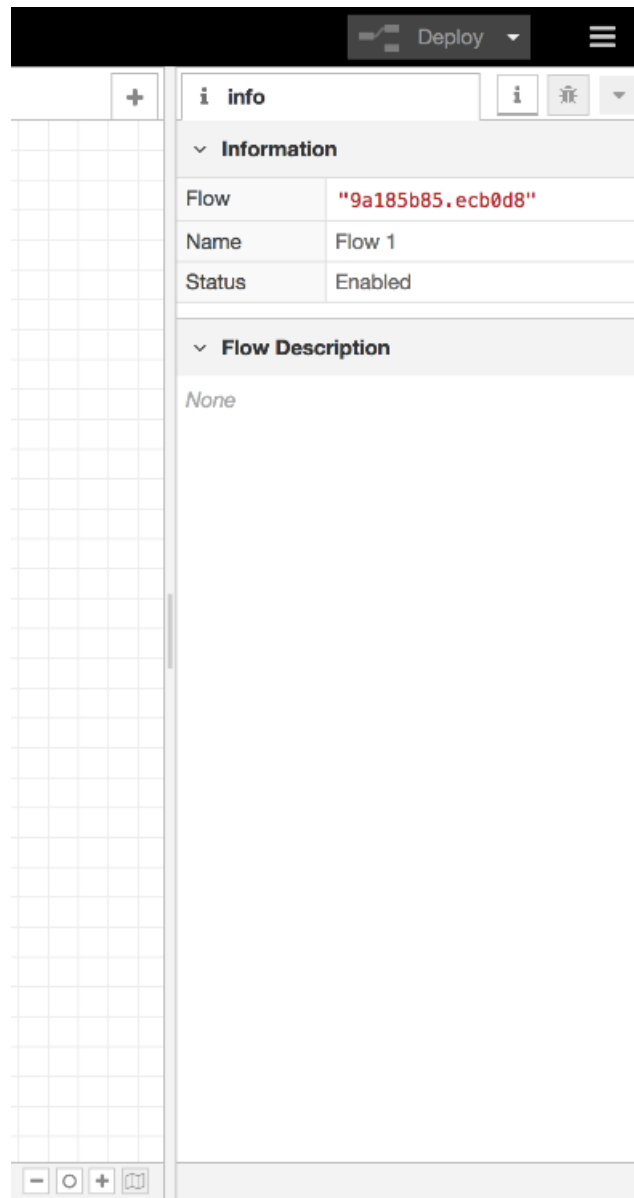 Deploy
i info
i
Information
Flow "9a185b85.ecb0d8"
Name Flow 1
Status Enabled
Flow Description
None